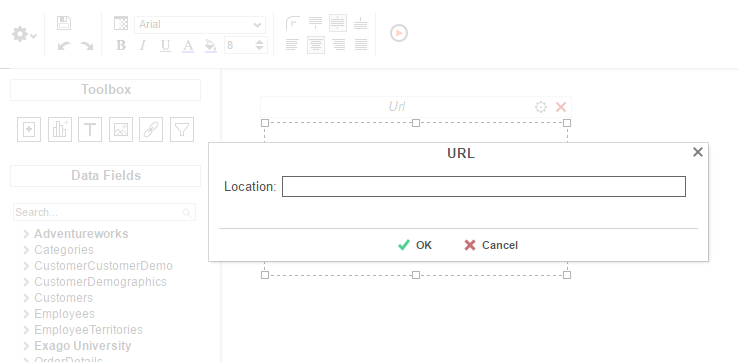 Arial
B I U A 8
Toolbox
Url
T
URL
Data Fields
Location:
Search...
Adventureworks
OK Cancel
Categories
CustomerCustomerDemo
CustomerDemographics
Customers
Employees
EmployeeTerritories
Exago University
OrderDetails